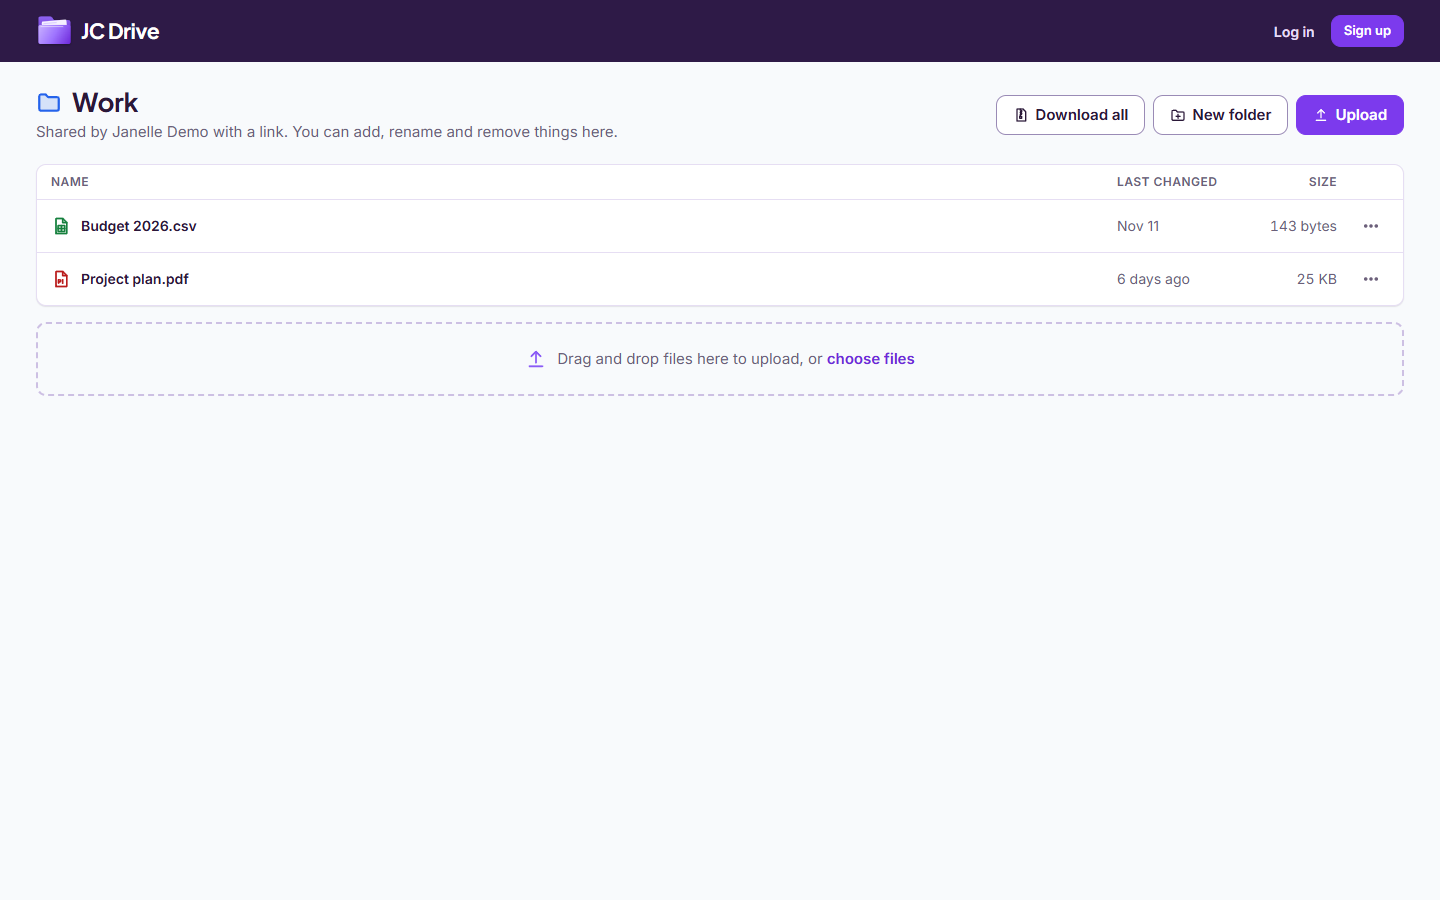 JC Drive
Log in
Sign up
Work
Shared by Janelle Demo with a link. You can add, rename and remove things here.
Download all
New folder
Upload
NAME
LAST CHANGED
SIZE
Budget 2026.csv
Nov 11
143 bytes
Project plan.pdf
6 days ago
25 KB
Drag and drop files here to upload, or choose files